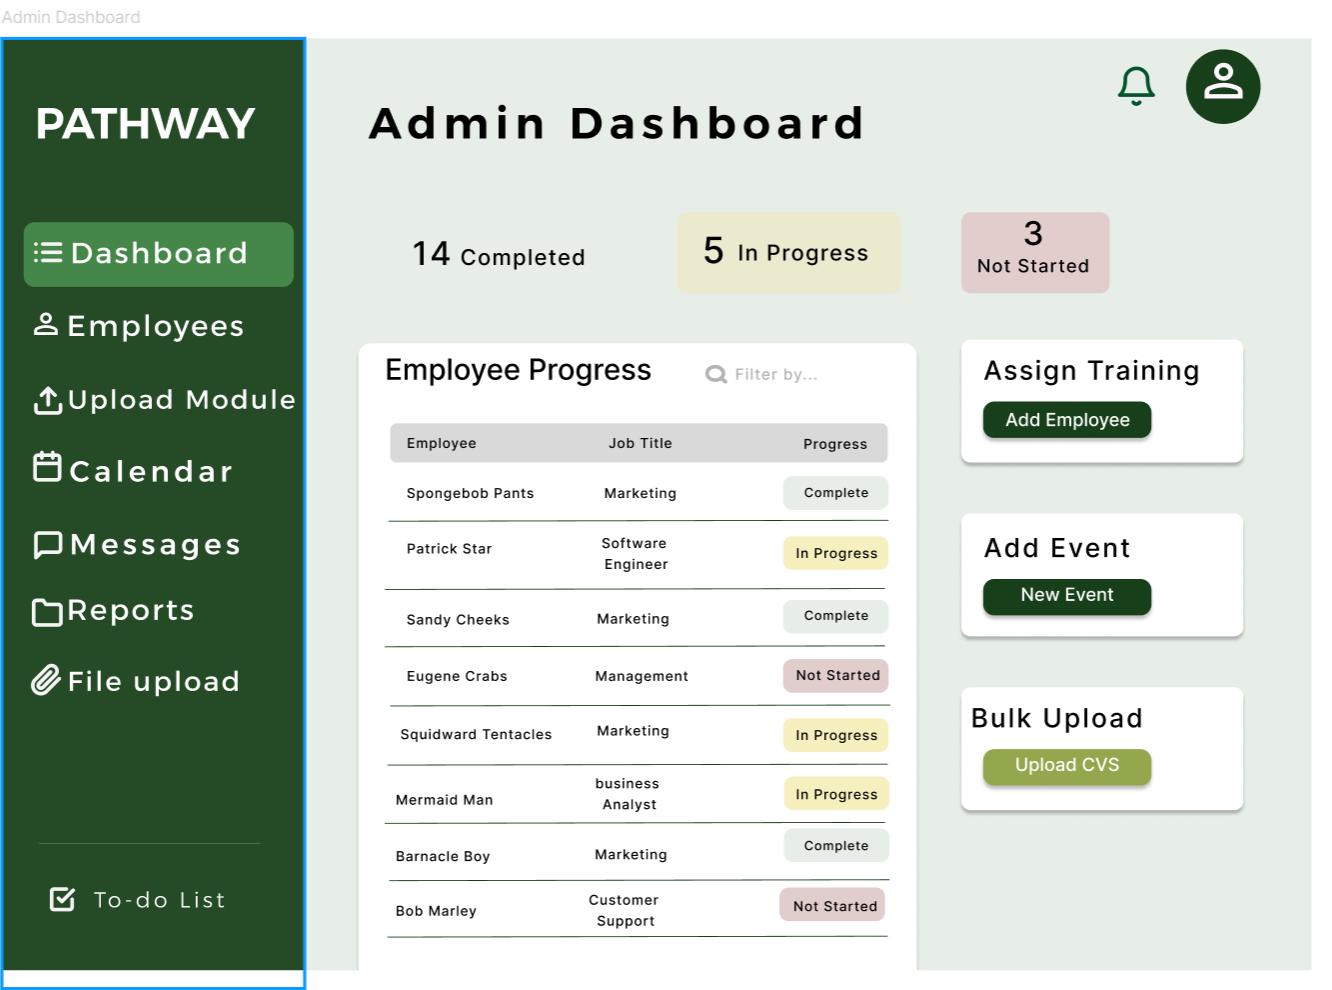 Admin Dashboard
PATHWAY
Dashboard
Employees
Upload Module
Calendar
Messages
Reports
File upload
To-do List
Admin Dashboard
14 Completed
5 In Progress
3
Not Started
Employee Progress
Filter by...
Employee Job Title Progress
Spongebob Pants Marketing Complete
Patrick Star Software
Engineer In Progress
Sandy Cheeks Marketing Complete
Eugene Crabs Management Not Started
Squidward Tentacles Marketing In Progress
Mermaid Man business
Analyst In Progress
Barnacle Boy Marketing Complete
Bob Marley Customer
Support Not Started
Assign Training
Add Employee
Add Event
New Event
Bulk Upload
Upload CVS